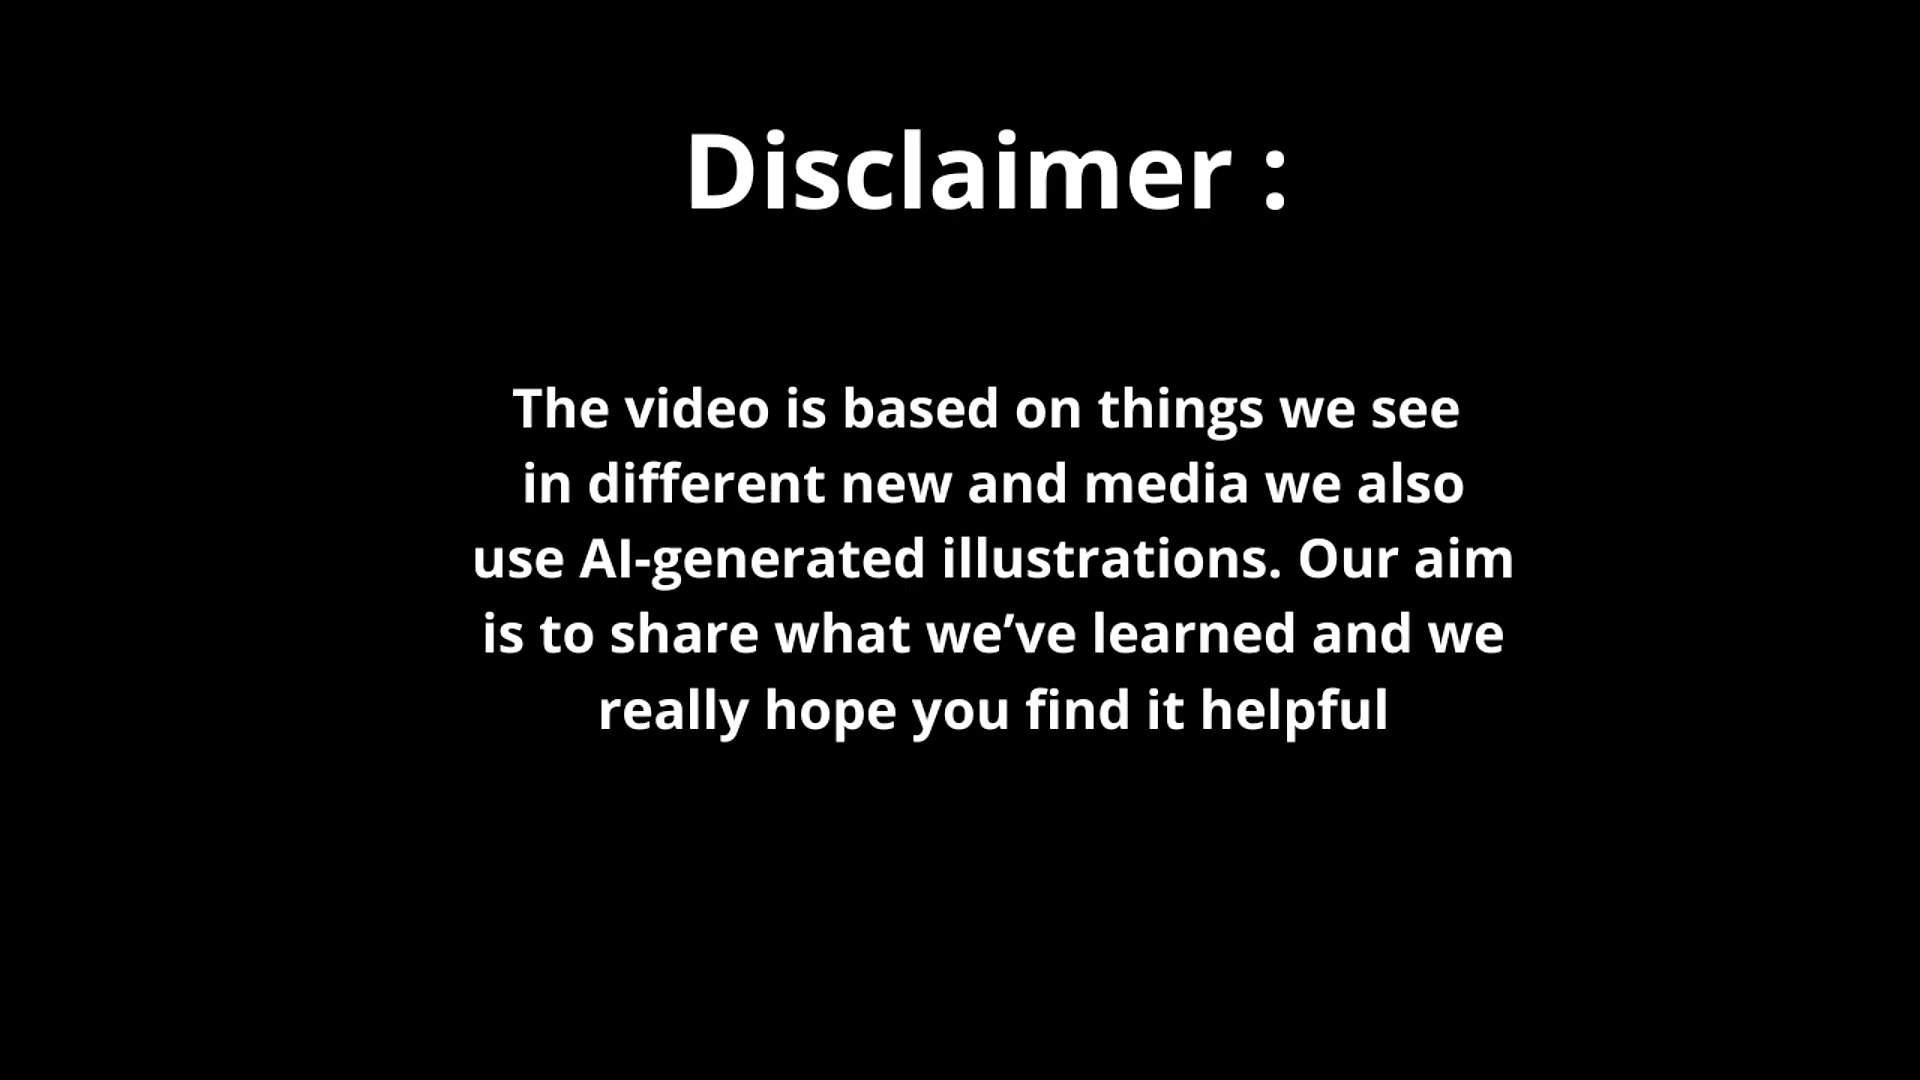 Disclaimer :
The video is based on things we see
in different new and media we also
use AI-generated illustrations. Our aim
is to share what we’ve learned and we
really hope you find it helpful